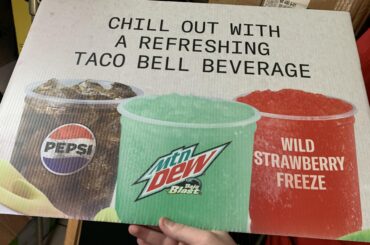 CHILL OUT WITH
A REFRESHING
TACO BELL BEVERAGE
PEPSI
Mtn
Dew
Baja
Blast
WILD
STRAWBERRY
FREEZE